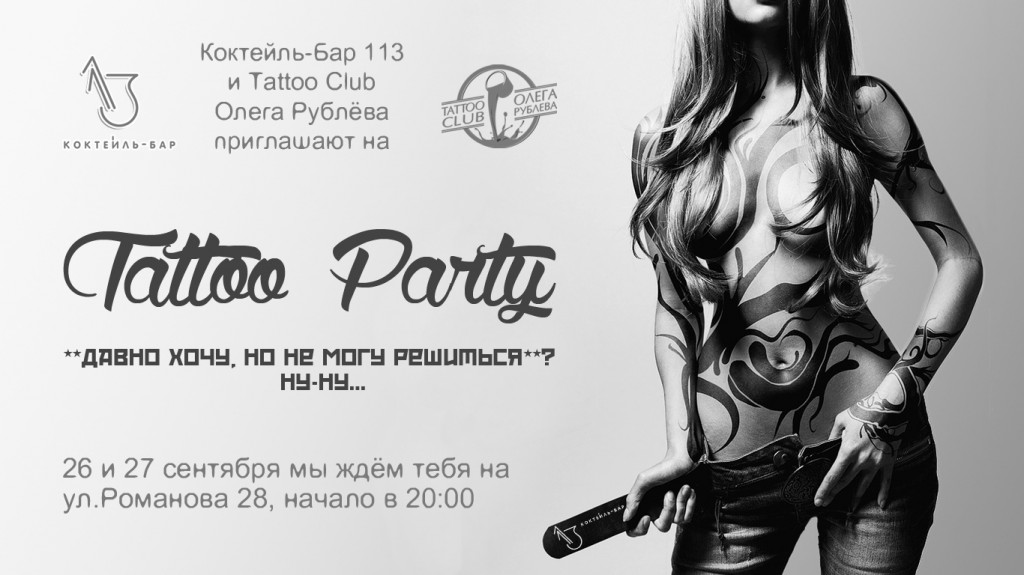 Коктейль-Бар 113
и Tattoo Club
Олега Рублёва
приглашают на
113
КОКТЕЙЛЬ-БАР
TATTOO
CLUB
ОЛЕГА
РУБЛЕВА
Tattoo Party
**ДАВНО ХОЧУ, НО НЕ МОГУ РЕШИТЬСЯ**?
НУ-НУ...
26 и 27 сентября мы ждём тебя на
ул.Романова 28, начало в 20:00
113
КОКТЕЙЛЬ-БАР